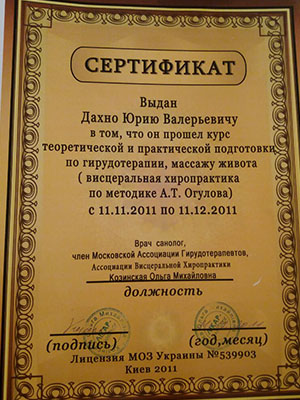 СЕРТИФИКАТ
Выдан
Дахно Юрию Валерьевичу
в том, что он прошел курс
теоретической и практической подготовки
по гирудотерапии, массажу живота
( висцеральная хиропрактика
по методике А.Т. Огулова)
с 11.11.2011 по 11.12.2011
Врач санолог,
член Московской Ассоциации Гирудотерапевтов,
Ассоциации Висцеральной Хиропрактики
Козинская Ольга Михайловна
должность
(подпись) (год,месяц)
Лицензия МОЗ Украины №539903
Киев 2011